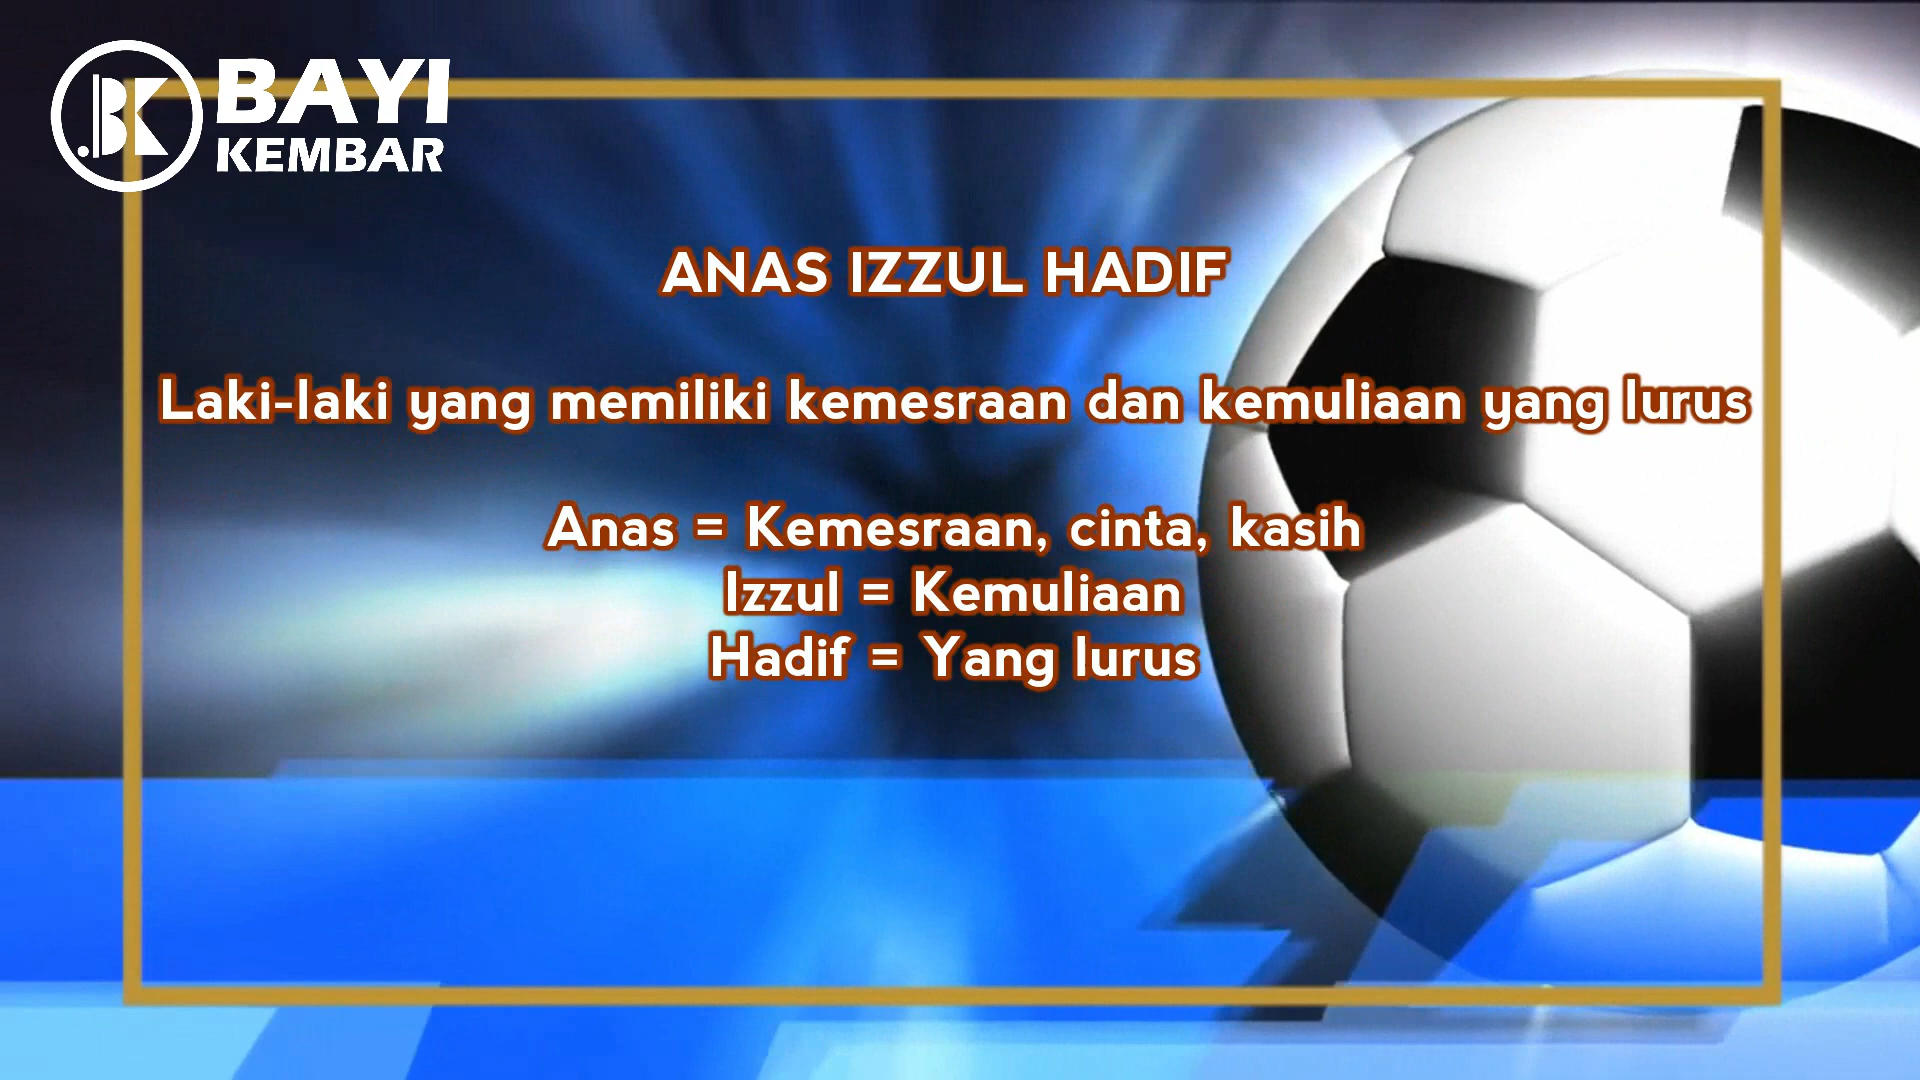 BK
BAYI
KEMBAR
ANAS IZZUL HADIF
Laki-laki yang memiliki kemesraan dan kemuliaan yang lurus
Anas = Kemesraan, cinta, kasih
Izzul = Kemuliaan
Hadif = Yang lurus